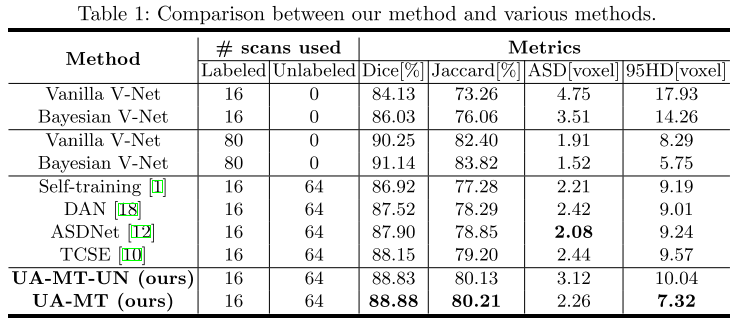 Table 1: Comparison between our method and various methods.
Method # scans used Metrics
Labeled Unlabeled Dice[%] Jaccard[%] ASD[voxel] 95HD[voxel]
Vanilla V-Net 16 0 84.13 73.26 4.75 17.93
Bayesian V-Net 16 0 86.03 76.06 3.51 14.26
Vanilla V-Net 80 0 90.25 82.40 1.91 8.29
Bayesian V-Net 80 0 91.14 83.82 1.52 5.75
Self-training [1] 16 64 86.92 77.28 2.21 9.19
DAN [18] 16 64 87.52 78.29 2.42 9.01
ASDNet [12] 16 64 87.90 78.85 2.08 9.24
TCSE [10] 16 64 88.15 79.20 2.44 9.57
UA-MT-UN (ours) 16 64 88.83 80.13 3.12 10.04
UA-MT (ours) 16 64 88.88 80.21 2.26 7.32